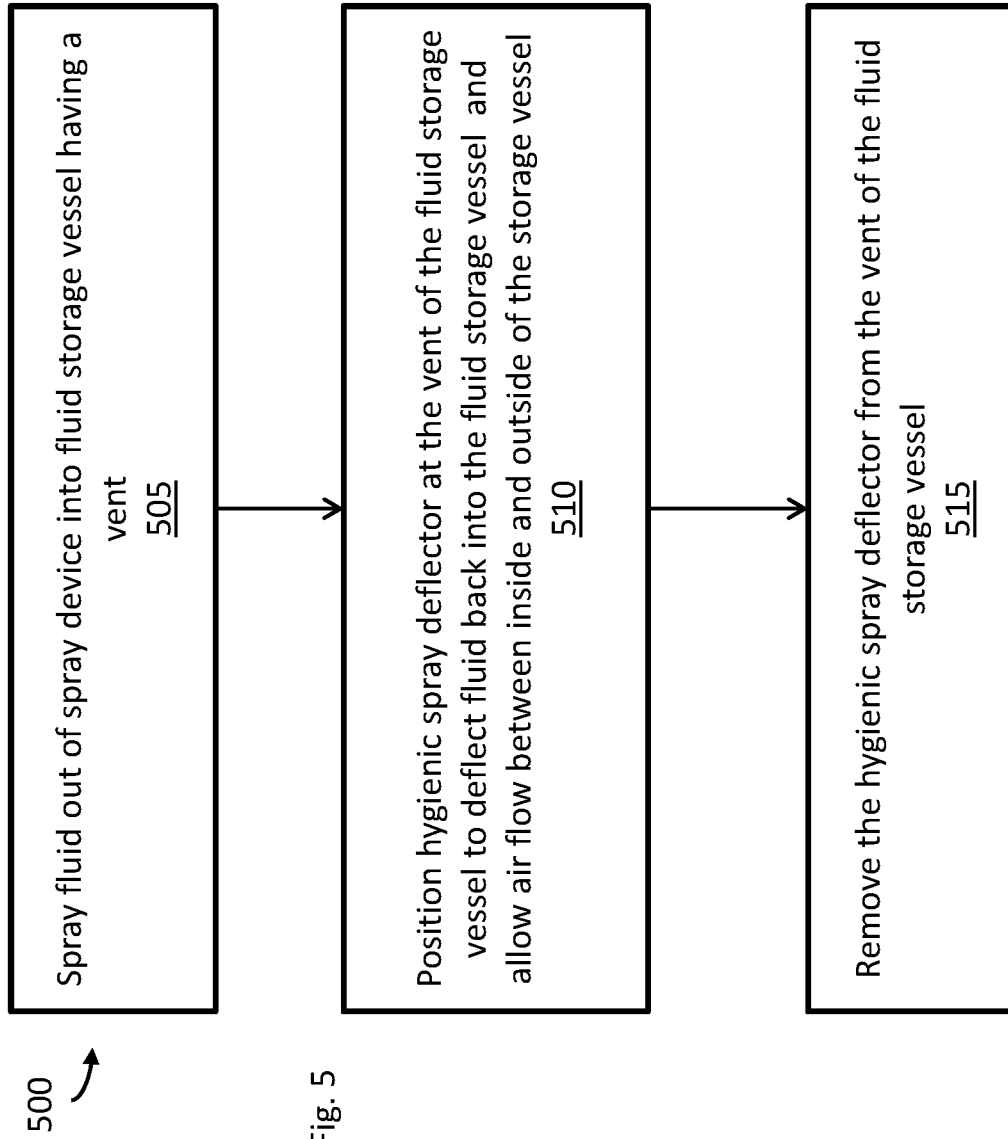 500
Spray fluid out of spray device into fluid storage vessel having a
vent
505
Position hygienic spray deflector at the vent of the fluid storage
vessel to deflect fluid back into the fluid storage vessel and
allow air flow between inside and outside of the storage vessel
510
Remove the hygienic spray deflector from the vent of the fluid
storage vessel
515
Fig. 5